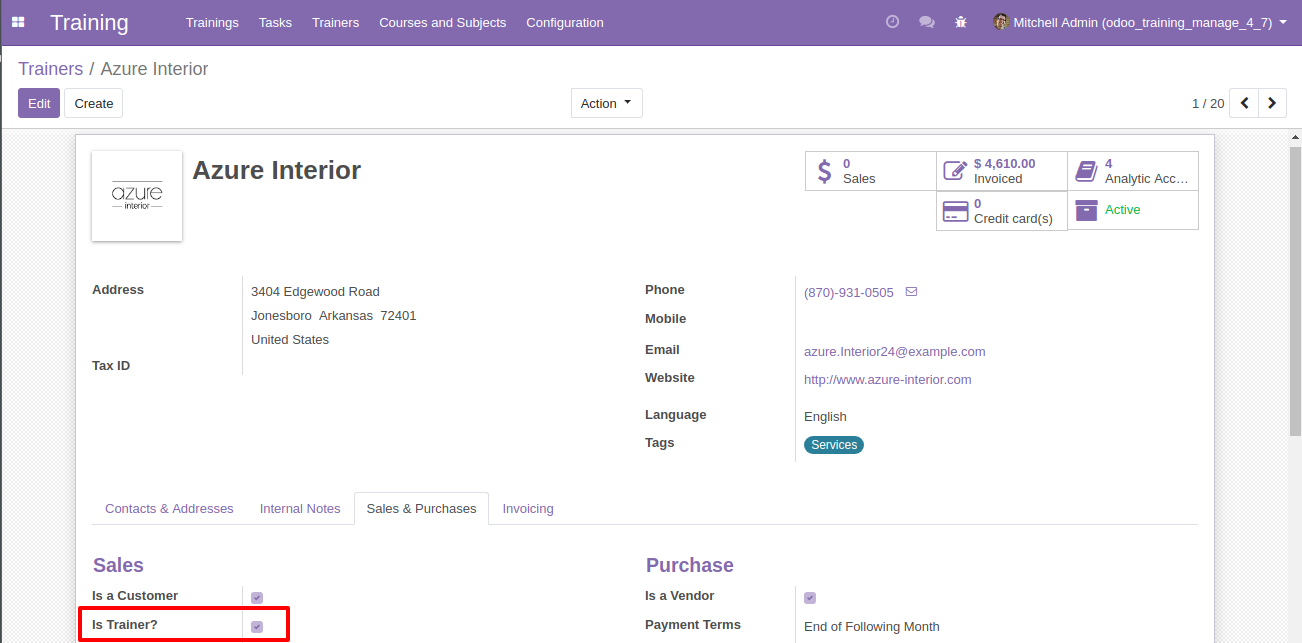 Training Trainings Tasks Trainers Courses and Subjects Configuration Mitchell Admin (odoo_training_manage_4_7)
Trainers / Azure Interior
Edit Create Action 1 / 20
azure
interior
Azure Interior
0
Sales
$ 4,610.00
Invoiced
4
Analytic Acc...
0
Credit card(s)
Active
Address
3404 Edgewood Road
Jonesboro Arkansas 72401
United States
Tax ID
Phone (870)-931-0505
Mobile
Email azure.Interior24@example.com
Website http://www.azure-interior.com
Language English
Tags Services
Contacts & Addresses Internal Notes Sales & Purchases Invoicing
Sales
Is a Customer
Is Trainer?
Purchase
Is a Vendor
Payment Terms End of Following Month